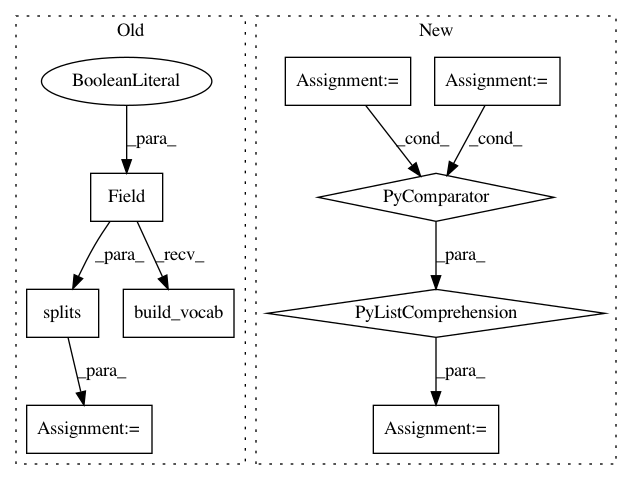 Old
New
BooleanLiteral
Assignment:=
Assignment:=
_para_
_cond_
_cond_
Field
PyComparator
_para_
_recv_
_para_
splits
build_vocab
PyListComprehension
_para_
_para_
Assignment:=
Assignment:=